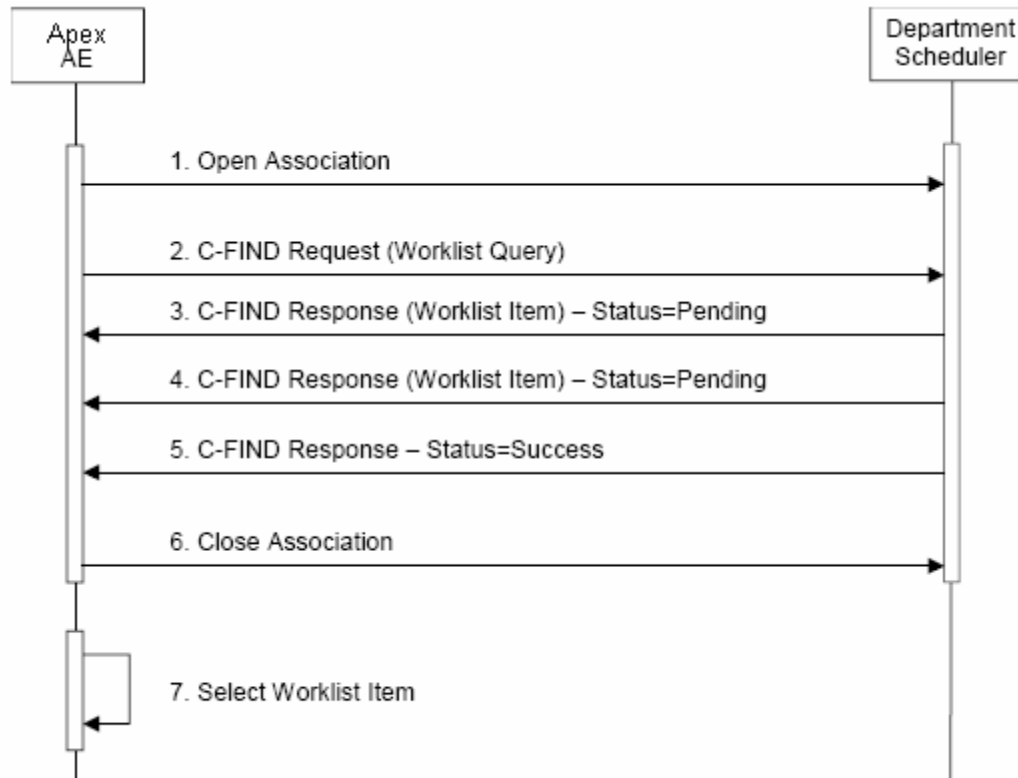 Apex
AE
Department
Scheduler
1. Open Association
2. C-FIND Request (Worklist Query)
3. C-FIND Response (Worklist Item) – Status=Pending
4. C-FIND Response (Worklist Item) – Status=Pending
5. C-FIND Response – Status=Success
6. Close Association
7. Select Worklist Item